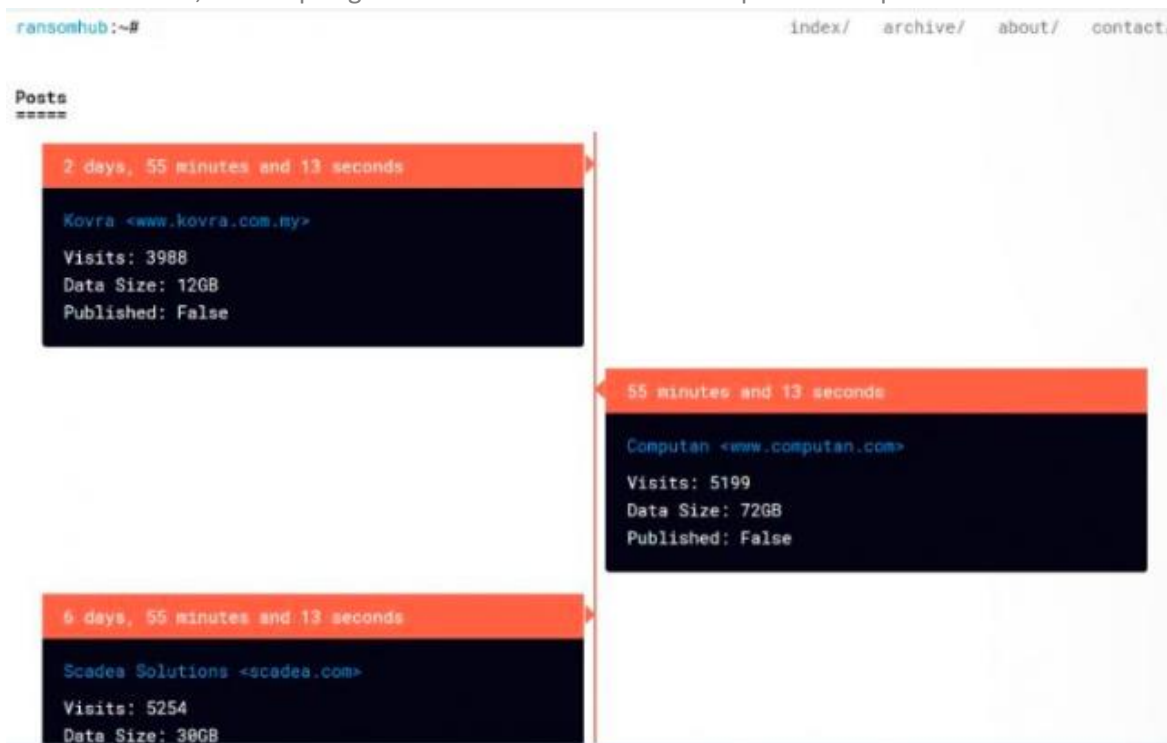 ransomhub:~#
index/ archive/ about/ contact/
Posts
=====
2 days, 55 minutes and 13 seconds
Kovra <www.kovra.com.my>
Visits: 3988
Data Size: 12GB
Published: False
55 minutes and 13 seconds
Computan <www.computan.com>
Visits: 5199
Data Size: 72GB
Published: False
6 days, 55 minutes and 13 seconds
Scadea Solutions <scadea.com>
Visits: 5254
Data Size: 30GB